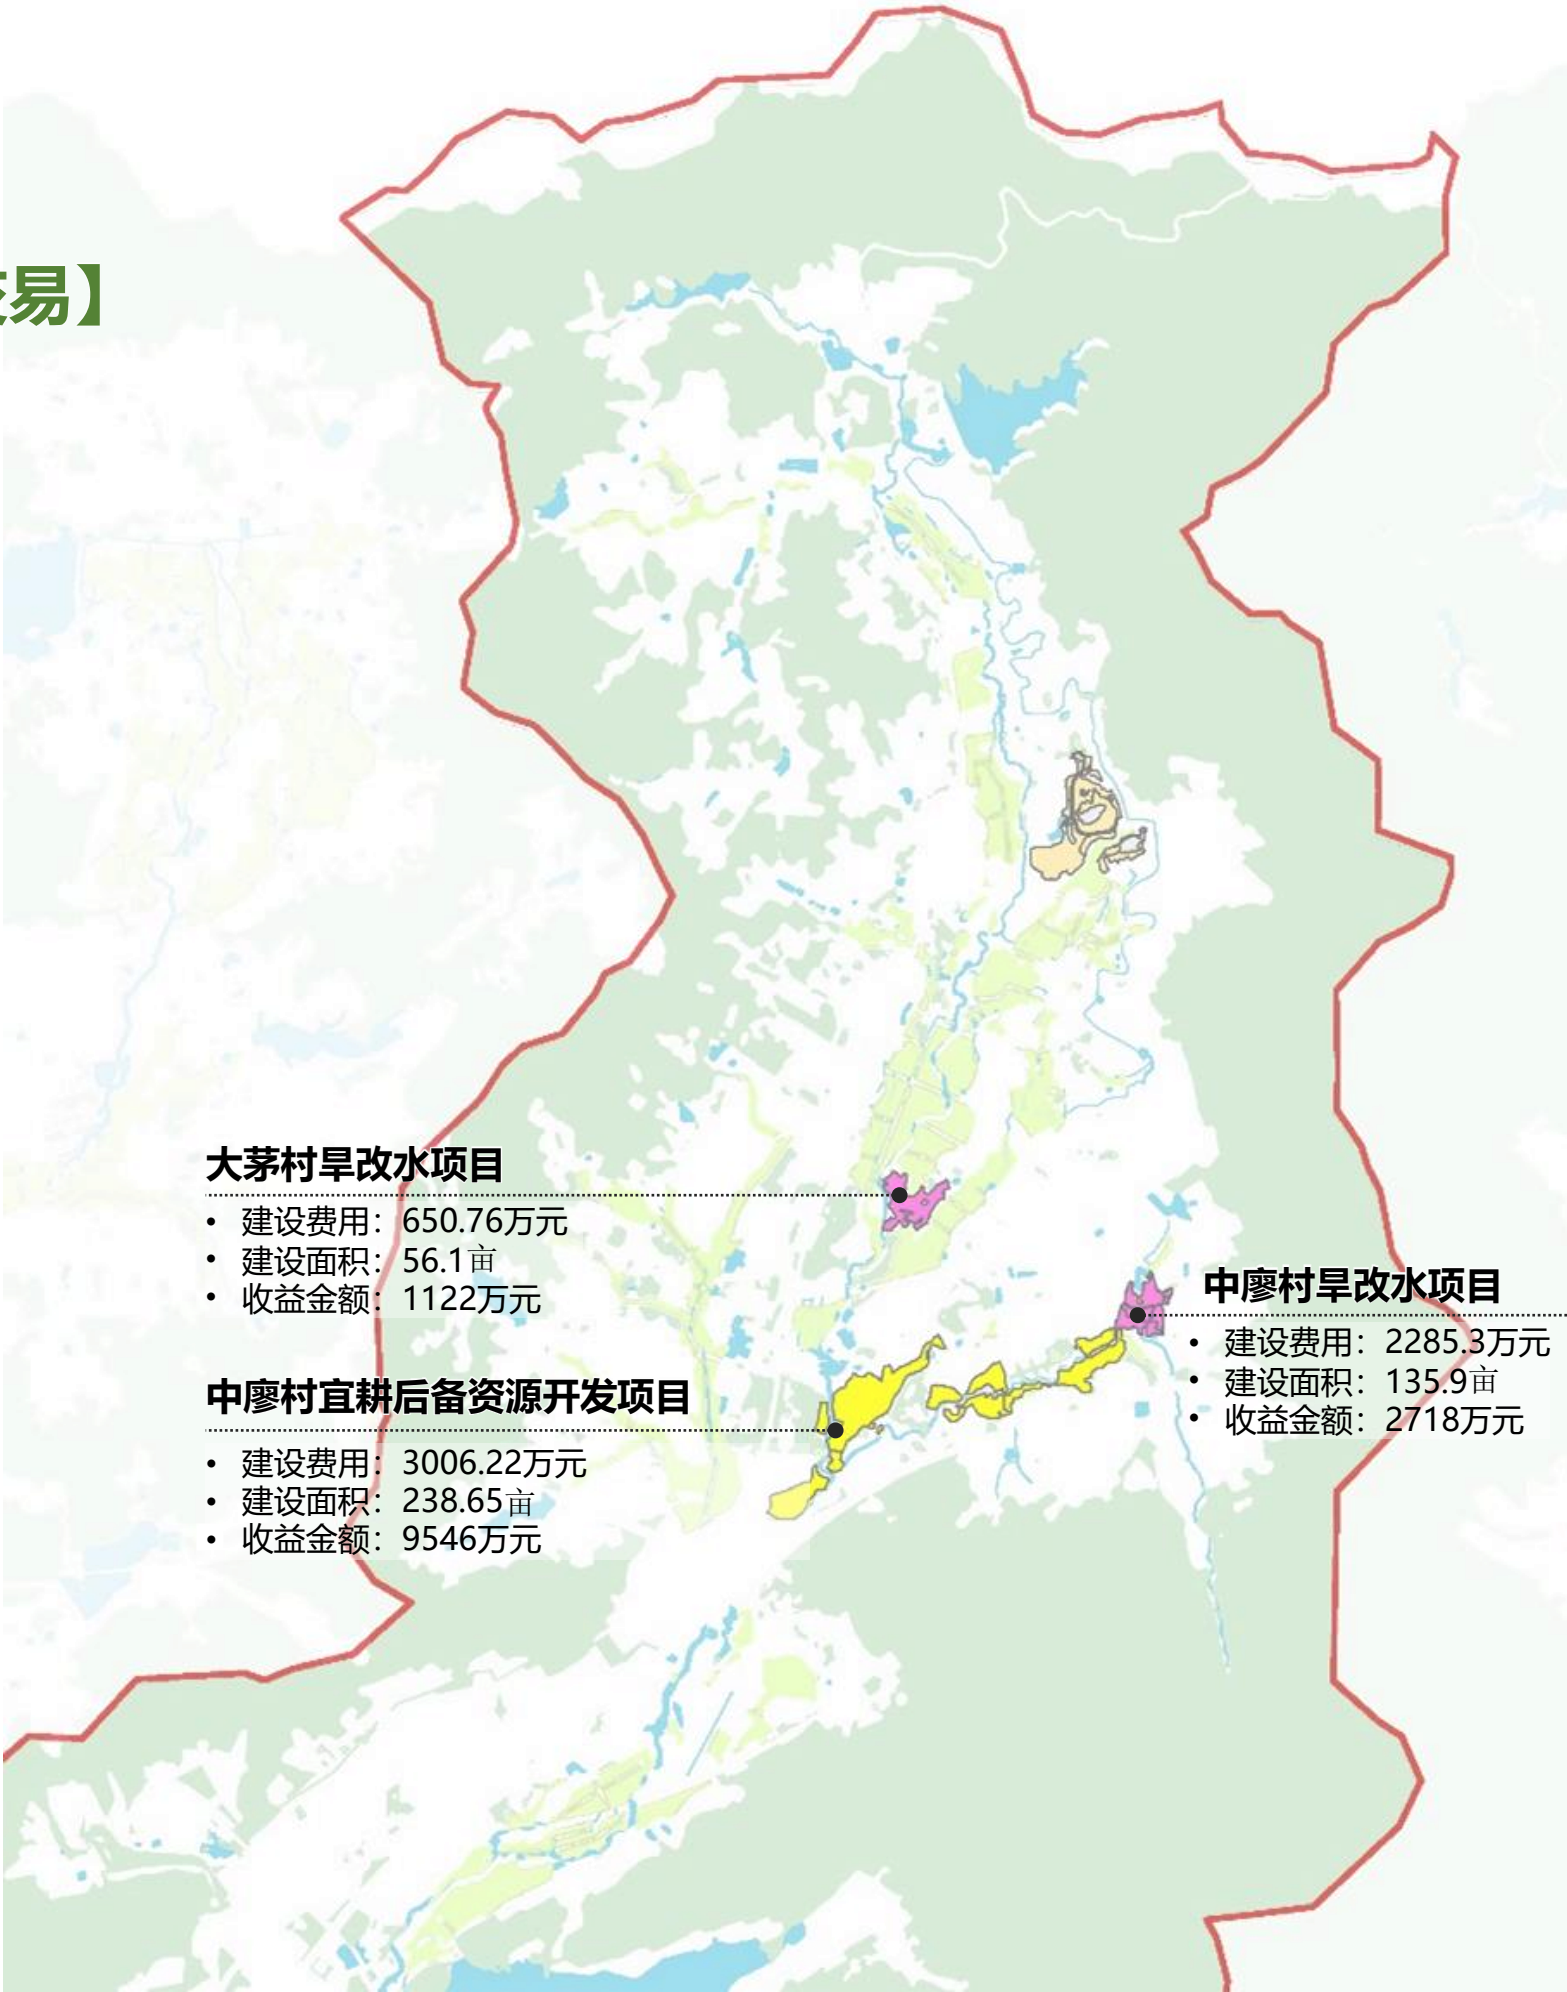 易】
大茅村旱改水项目
• 建设费用：650.76万元
• 建设面积：56.1亩
• 收益金额：1122万元
中廖村旱改水项目
• 建设费用：2285.3万元
• 建设面积：135.9亩
• 收益金额：2718万元
中廖村宜耕后备资源开发项目
• 建设费用：3006.22万元
• 建设面积：238.65亩
• 收益金额：9546万元